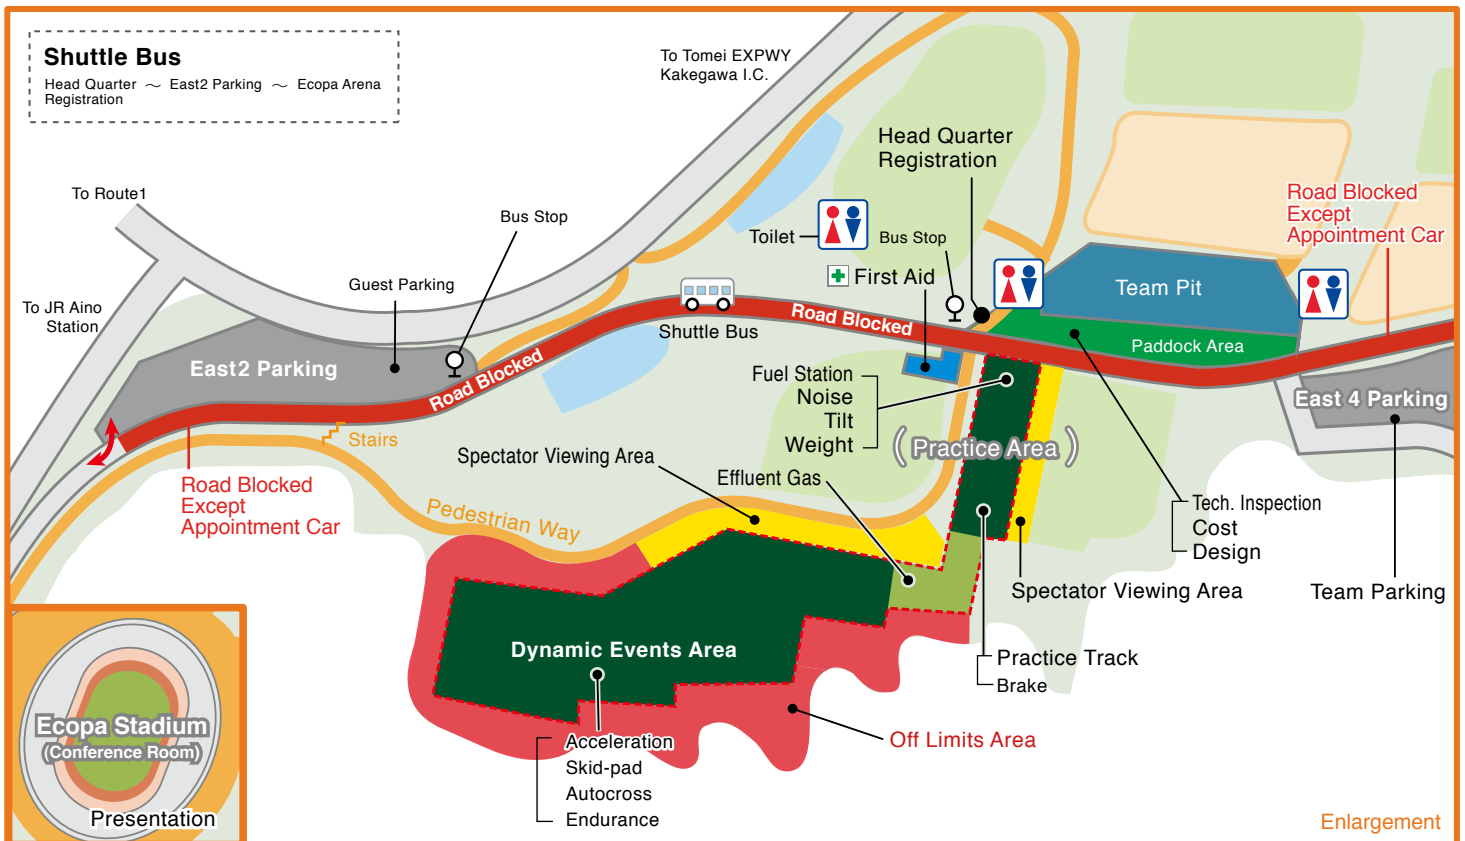 Shuttle Bus
Head Quarter ～ East2 Parking ～ Ecopa Arena
Registration
To Tomei EXPWY
Kakegawa I.C.
Head Quarter
Registration
To Route1
Bus Stop
Toilet
Bus Stop
Road Blocked
Except
Appointment Car
First Aid
Team Pit
Guest Parking
To JR Aino
Station
Shuttle Bus
Road Blocked
Paddock Area
East2 Parking
Road Blocked
Fuel Station
Noise
Tilt
Weight
East 4 Parking
Stairs
(Practice Area)
Spectator Viewing Area
Effluent Gas
Road Blocked
Except
Appointment Car
Pedestrian Way
Tech. Inspection
Cost
Design
Spectator Viewing Area
Team Parking
Dynamic Events Area
Practice Track
Brake
Ecopa Stadium
(Conference Room)
Presentation
Off Limits Area
Acceleration
Skid-pad
Autocross
Endurance
Enlargement